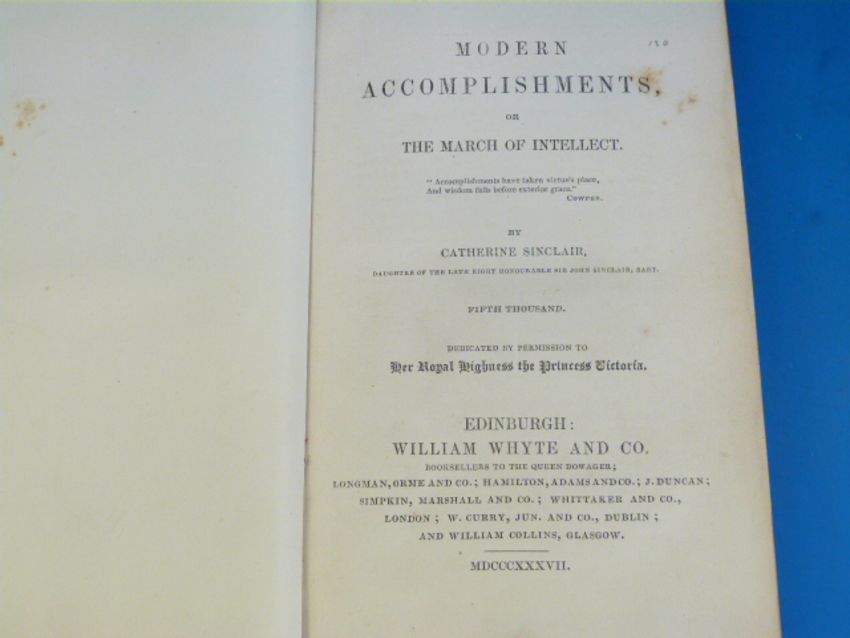 120
MODERN
ACCOMPLISHMENTS,
OR
THE MARCH OF INTELLECT.
"Accomplishments have taken virtue's place,
And wisdom falls before exterior grace."
COWPER.
BY
CATHERINE SINCLAIR,
DAUGHTER OF THE LATE RIGHT HONOURABLE SIR JOHN SINCLAIR, BART.
FIFTH THOUSAND.
DEDICATED BY PERMISSION TO
Her Royal Highness the Princess Victoria.
EDINBURGH:
WILLIAM WHYTE AND CO.
BOOKSELLERS TO THE QUEEN DOWAGER;
LONGMAN, ORME AND CO.; HAMILTON, ADAMS AND CO.; J. DUNCAN;
SIMPKIN, MARSHALL AND CO.; WHITTAKER AND CO.,
LONDON; W. CURRY, JUN. AND CO., DUBLIN;
AND WILLIAM COLLINS, GLASGOW.
MDCCCXXXVII.